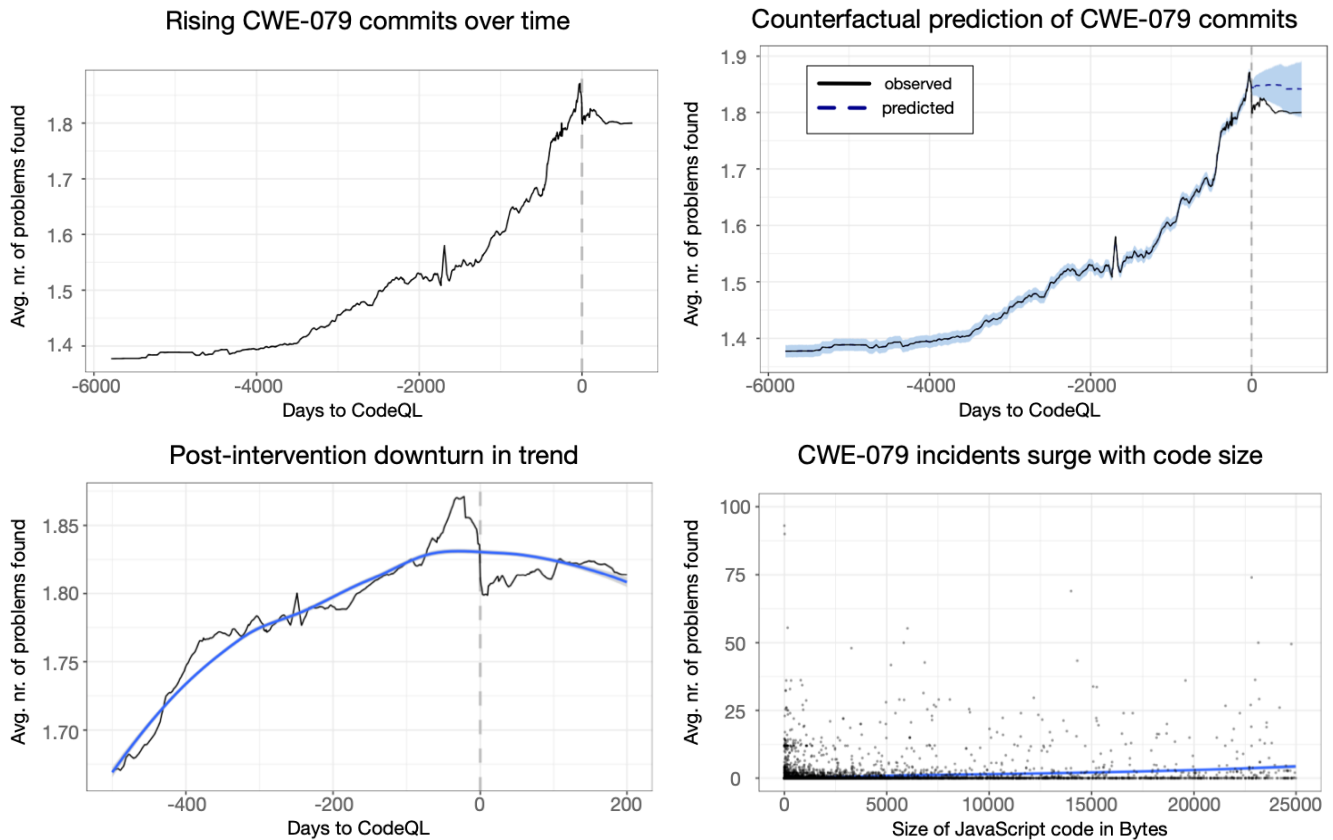 Rising CWE-079 commits over time
Avg. nr. of problems found
1.8
1.7
1.6
1.5
1.4
-6000 -4000 -2000 0
Days to CodeQL
Counterfactual prediction of CWE-079 commits
Avg. nr. of problems found
1.9
1.8
1.7
1.6
1.5
1.4
observed
predicted
-6000 -4000 -2000 0
Days to CodeQL
Post-intervention downturn in trend
Avg. nr. of problems found
1.85
1.80
1.75
1.70
-400 -200 0 200
Days to CodeQL
CWE-079 incidents surge with code size
Avg. nr. of problems found
100
75
50
25
0
0 5000 10000 15000 20000 25000
Size of JavaScript code in Bytes